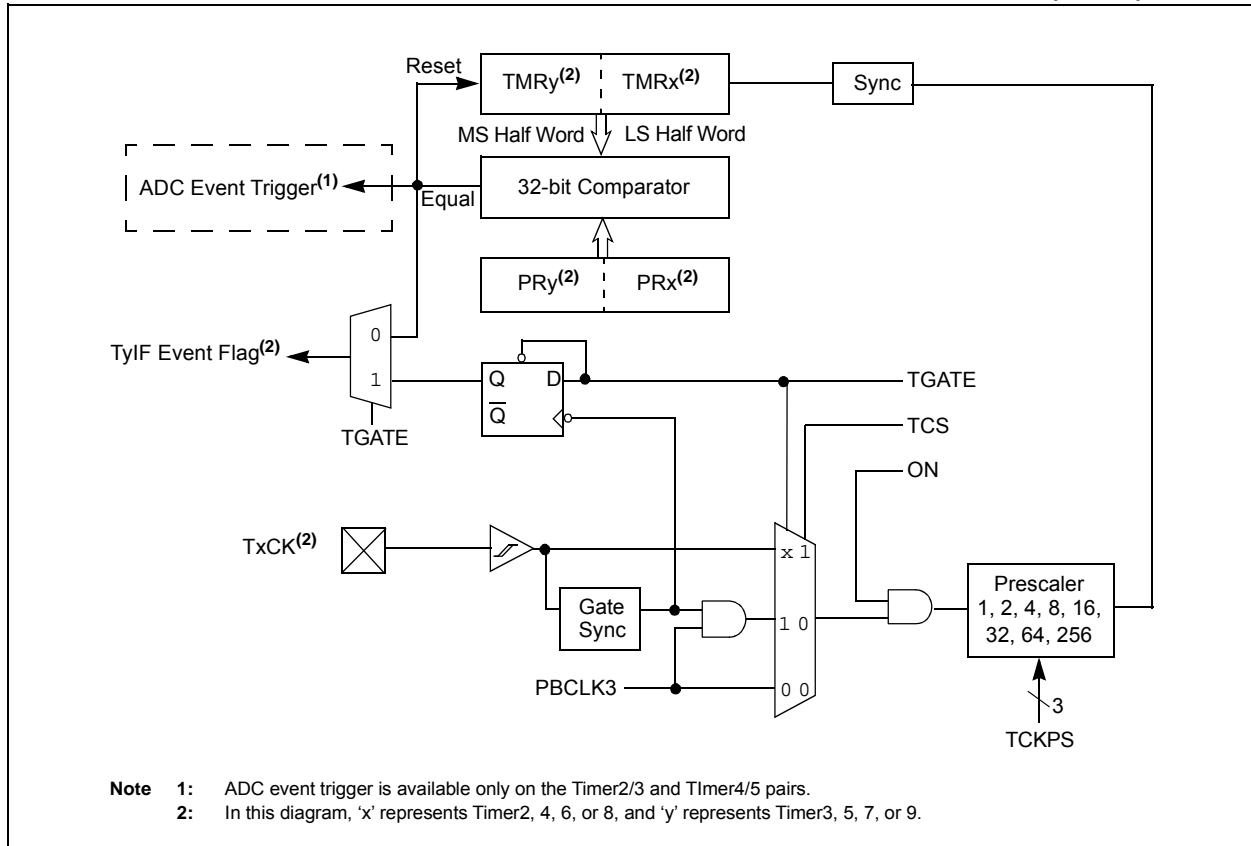 Reset
TMRy(2) TMRx(2)
Sync
MS Half Word LS Half Word
ADC Event Trigger(1)
Equal
32-bit Comparator
PRy(2) PRx(2)
0
TyIF Event Flag(2)
1
Q D
Q
TGATE
TGATE
TCS
ON
TxCK(2)
x 1
Gate
Sync
1 0
Prescaler
1, 2, 4, 8, 16,
32, 64, 256
PBCLK3
0 0
3
TCKPS
Note 1: ADC event trigger is available only on the Timer2/3 and TImer4/5 pairs.
2: In this diagram, ‘x’ represents Timer2, 4, 6, or 8, and ‘y’ represents Timer3, 5, 7, or 9.